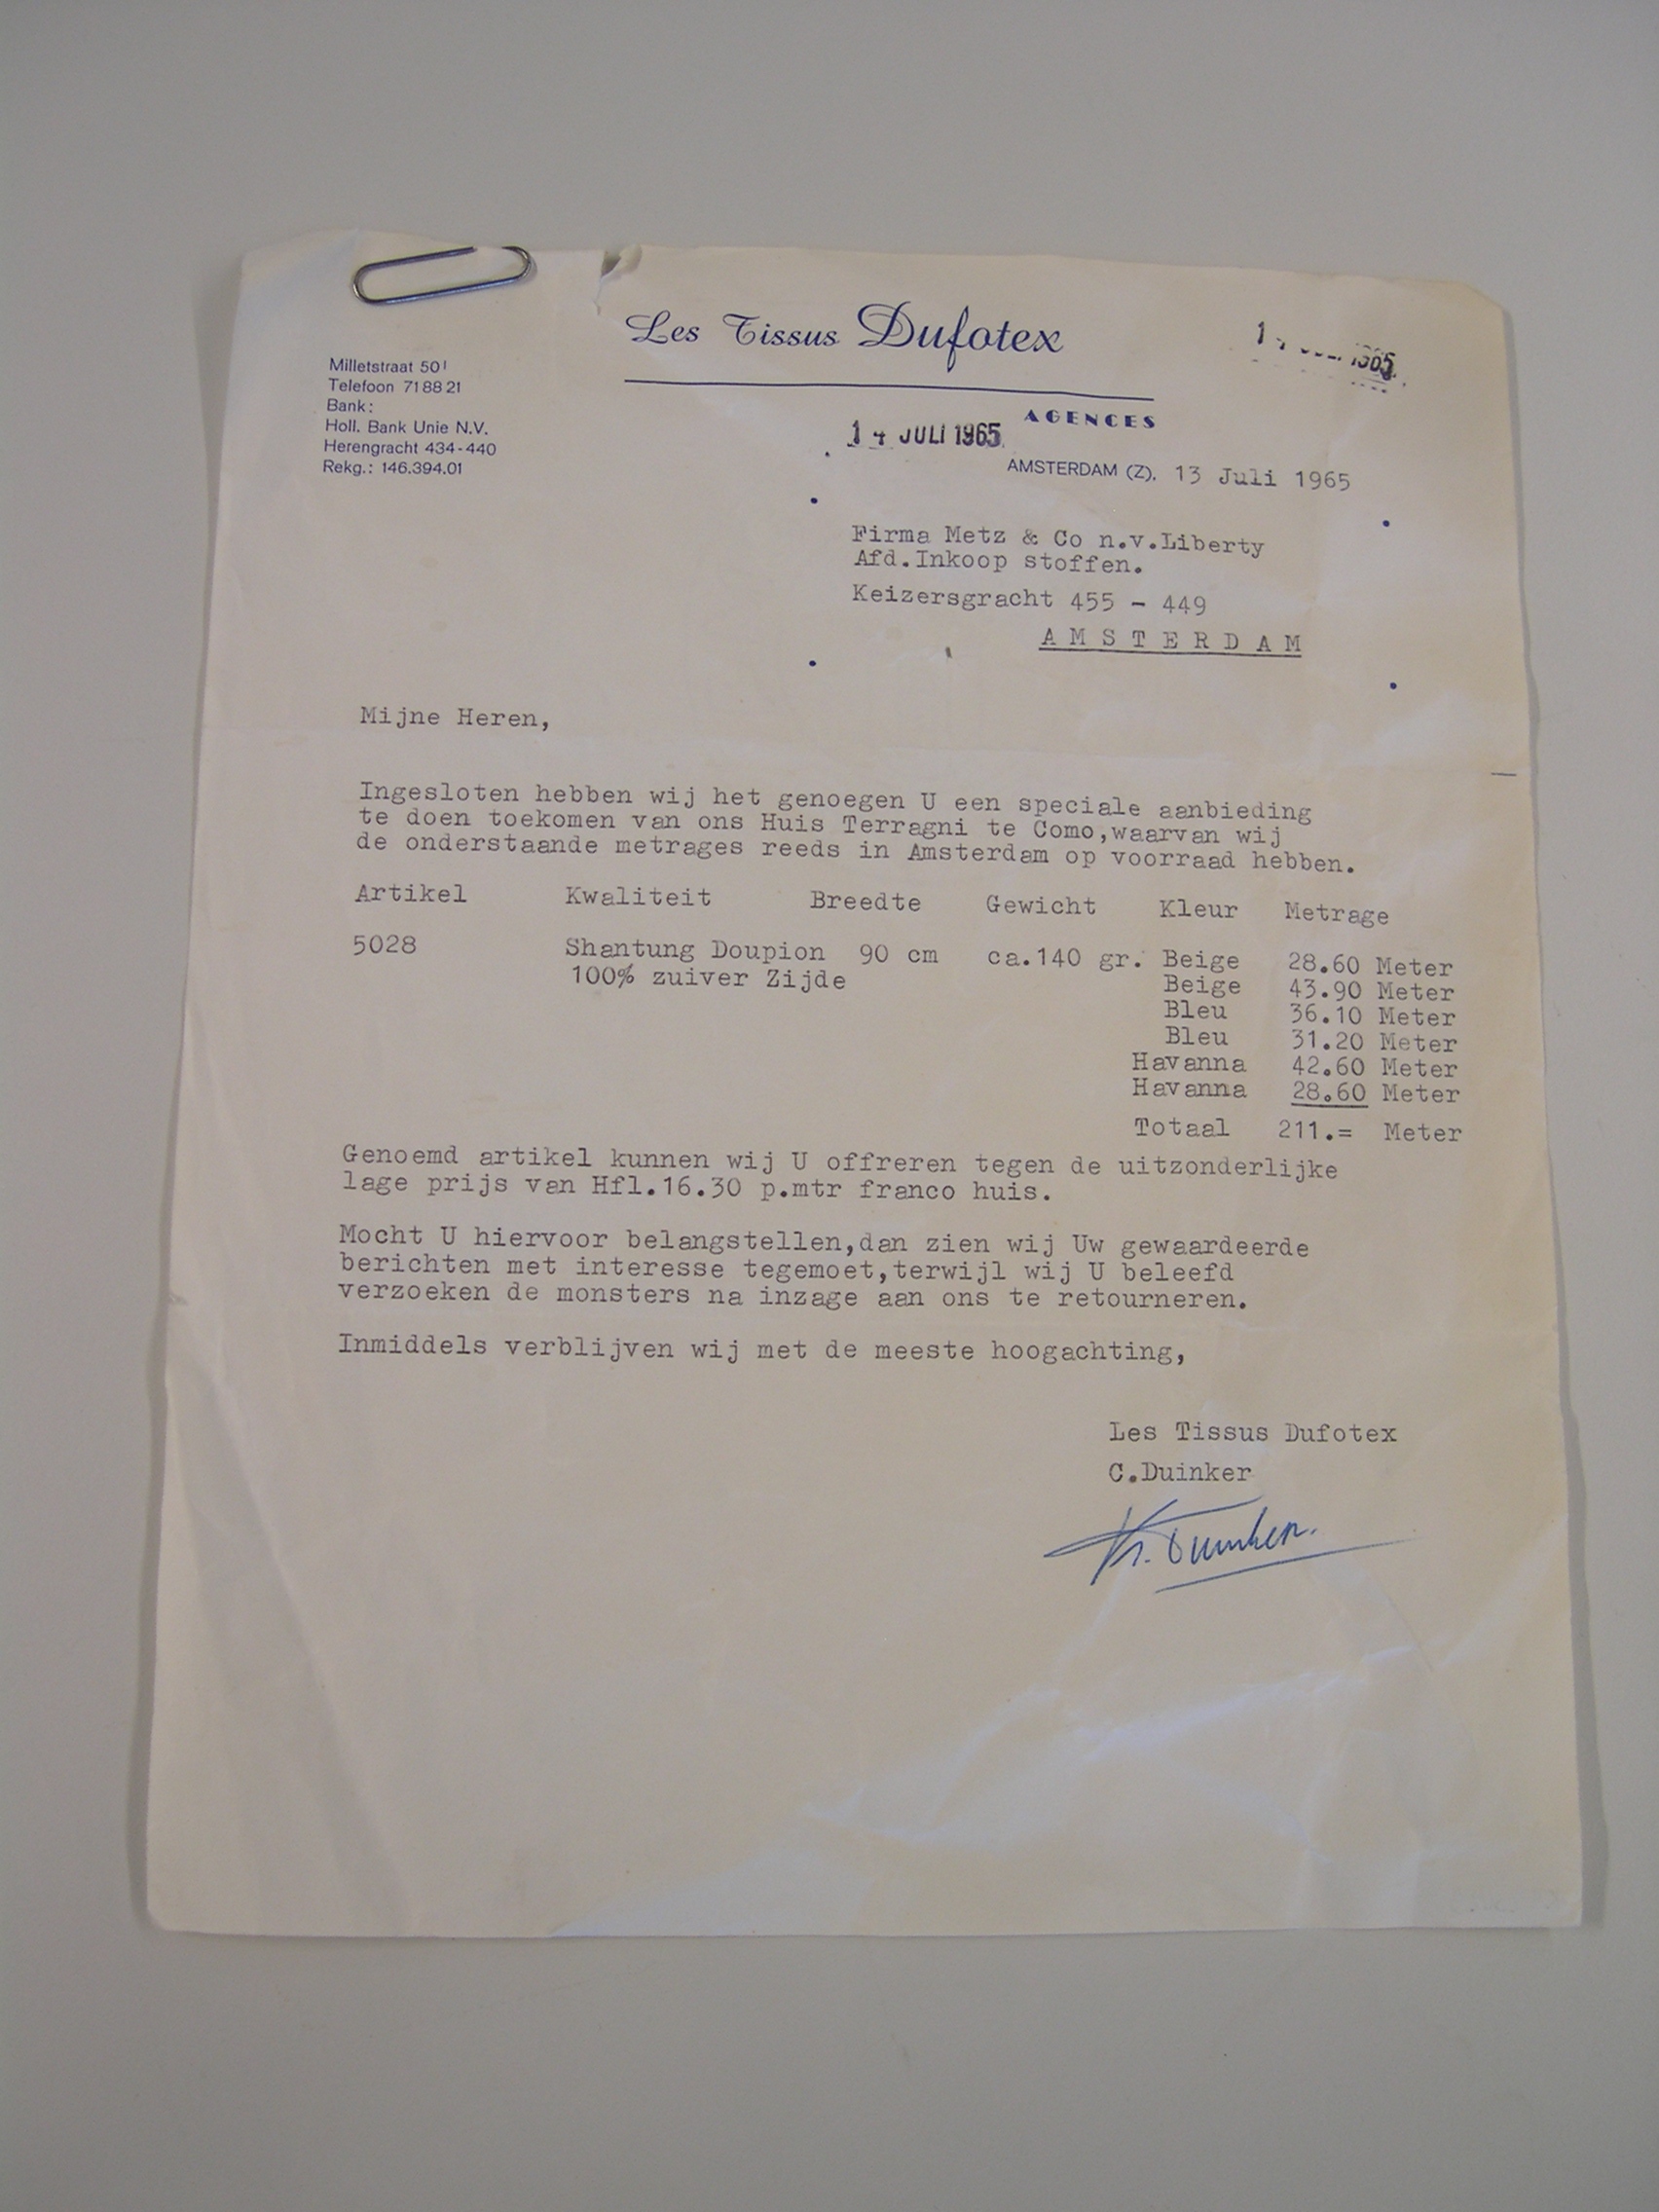 Les Tissus Dufotex
AGENCES
Milletstraat 50ᴵ
Telefoon 71 88 21
Bank:
Holl. Bank Unie N.V.
Herengracht 434-440
Rekg.: 146.394.01
1965
14 JULI 1965
AMSTERDAM (Z), 13 Juli 1965
Firma Metz & Co n.v.Liberty
Afd.Inkoop stoffen.
Keizersgracht 455 - 449
AMSTERDAM
Mijne Heren,
Ingesloten hebben wij het genoegen U een speciale aanbieding
te doen toekomen van ons Huis Terragni te Como,waarvan wij
de onderstaande metrages reeds in Amsterdam op voorraad hebben.
Artikel Kwaliteit Breedte Gewicht Kleur Metrage
5028 Shantung Doupion 90 cm ca.140 gr. Beige 28.60 Meter
100% zuiver Zijde Beige 43.90 Meter
Bleu 36.10 Meter
Bleu 31.20 Meter
Havanna 42.60 Meter
Havanna 28.60 Meter
Totaal 211.= Meter
Genoemd artikel kunnen wij U offreren tegen de uitzonderlijke
lage prijs van Hfl.16.30 p.mtr franco huis.
Mocht U hiervoor belangstellen,dan zien wij Uw gewaardeerde
berichten met interesse tegemoet,terwijl wij U beleefd
verzoeken de monsters na inzage aan ons te retourneren.
Inmiddels verblijven wij met de meeste hoogachting,
Les Tissus Dufotex
C.Duinker
Duinker.